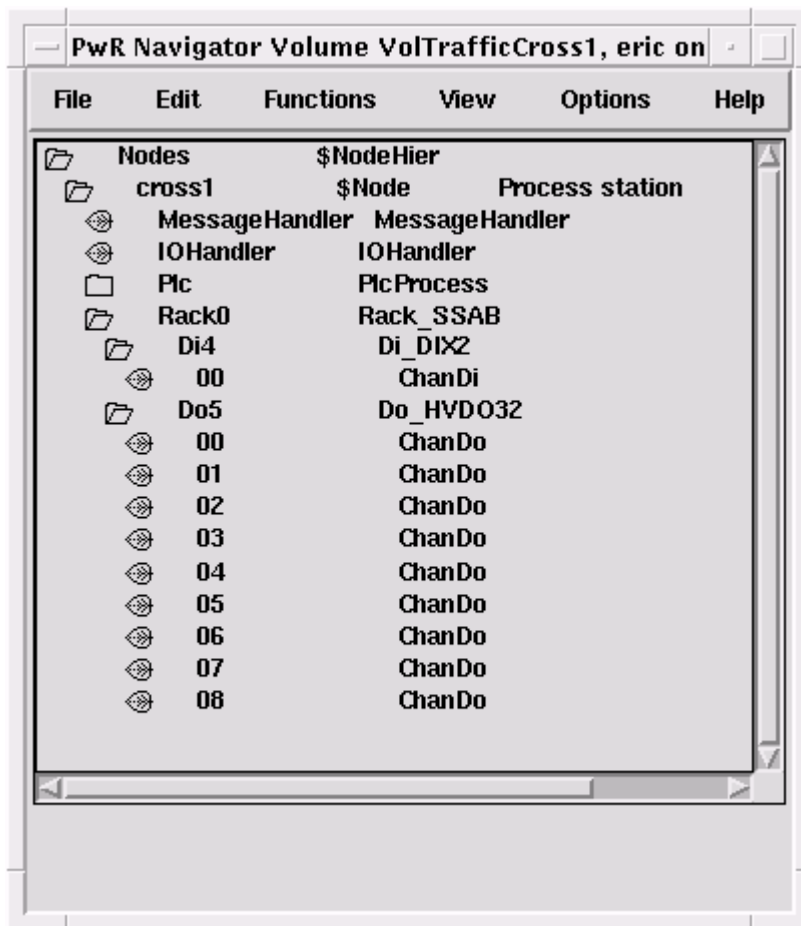 PwR Navigator Volume VolTrafficCross1, eric on
File Edit Functions View Options Help
Nodes $NodeHier
cross1 $Node Process station
MessageHandler MessageHandler
IOHandler IOHandler
Plc PlcProcess
Rack0 Rack_SSAB
Di4 Di_DIX2
00 ChanDi
Do5 Do_HVDO32
00 ChanDo
01 ChanDo
02 ChanDo
03 ChanDo
04 ChanDo
05 ChanDo
06 ChanDo
07 ChanDo
08 ChanDo